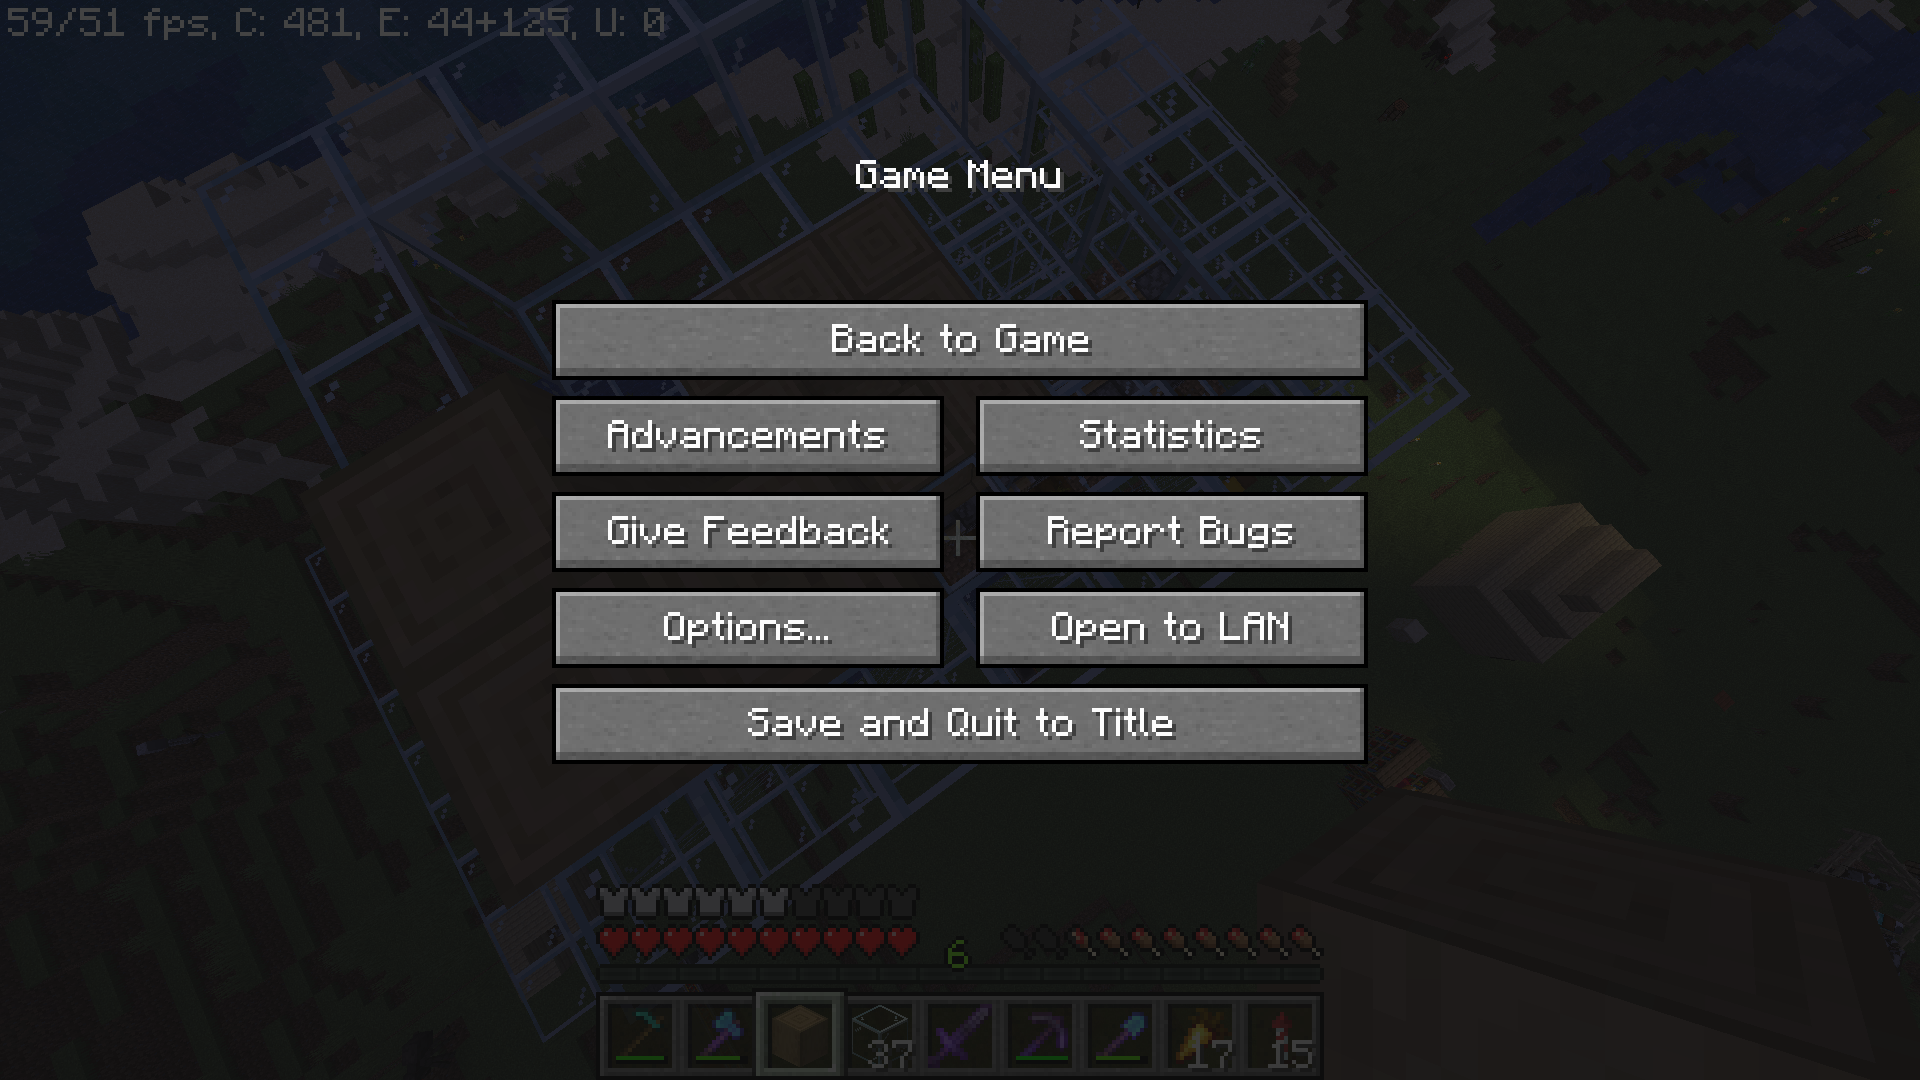 59/51 fps, C: 481, E: 44+125, U: 0
Game Menu
Back to Game
Advancements
Statistics
Give Feedback
Report Bugs
Options...
Open to LAN
Save and Quit to Title
6
37
17
15